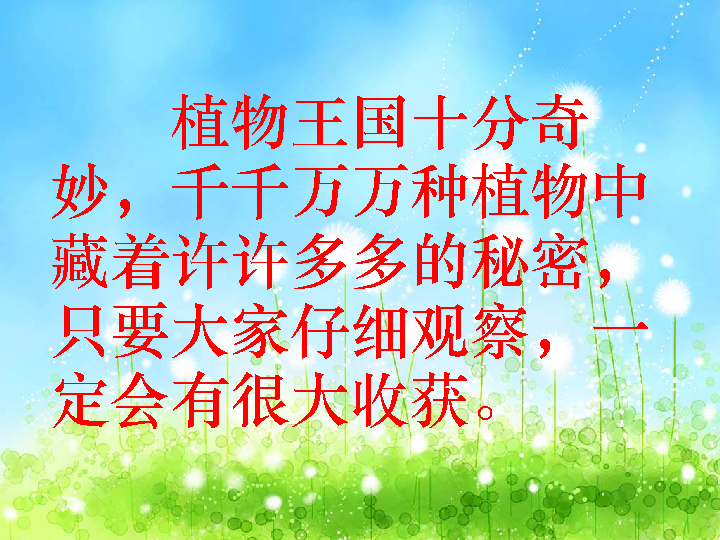 植物王国十分奇
妙，千千万万种植物中
藏着许许多多的秘密，
只要大家仔细观察，一
定会有很大收获。